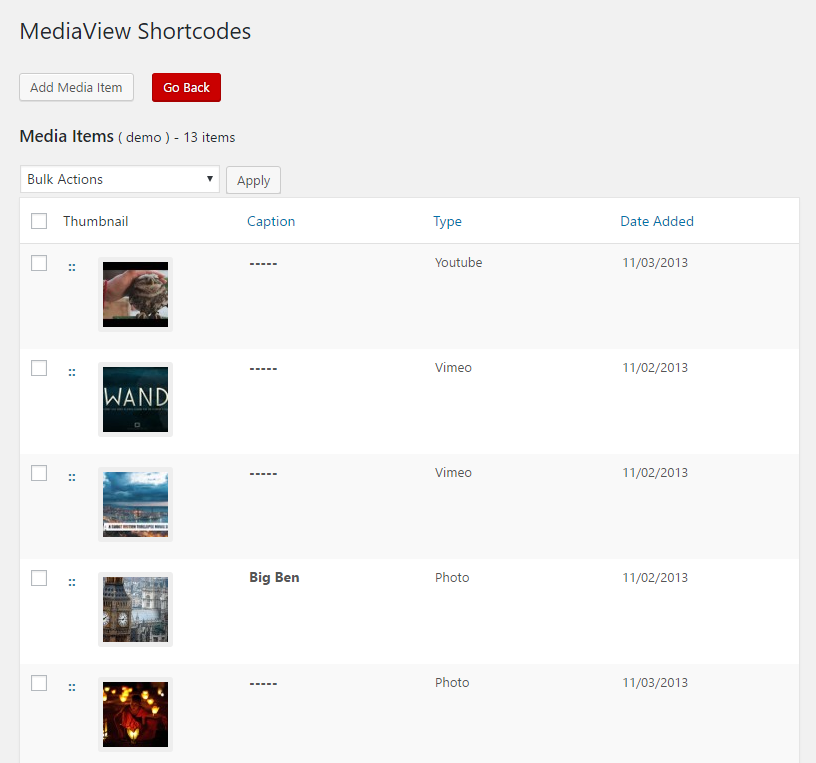 MediaView Shortcodes
Add Media Item Go Back
Media Items ( demo ) - 13 items
Bulk Actions Apply
Thumbnail Caption Type Date Added
:: ----- Youtube 11/03/2013
:: ----- Vimeo 11/02/2013
WAND
:: ----- Vimeo 11/02/2013
:: Big Ben Photo 11/02/2013
:: ----- Photo 11/03/2013